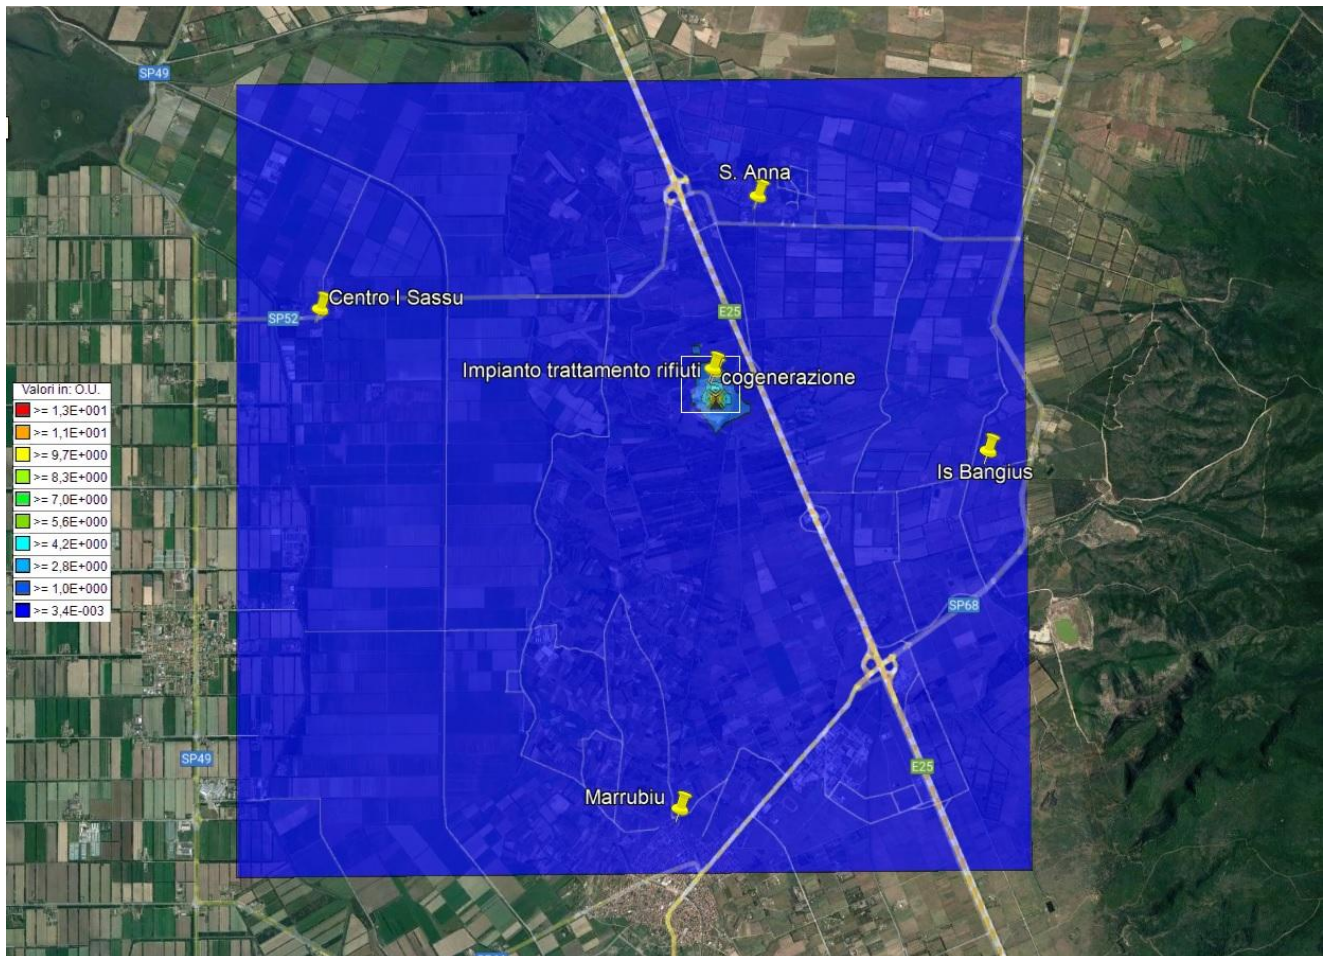 SP49
S. Anna
Centro I Sassu
SP52
E25
Impianto trattamento rifiuti
cogenerazione
Valori in: O.U.
>= 1,3E+001
>= 1,1E+001
>= 9,7E+000
>= 8,3E+000
>= 7,0E+000
>= 5,6E+000
>= 4,2E+000
>= 2,8E+000
>= 1,0E+000
>= 3,4E-003
Is Bangius
SP68
SP49
E25
Marrubiu